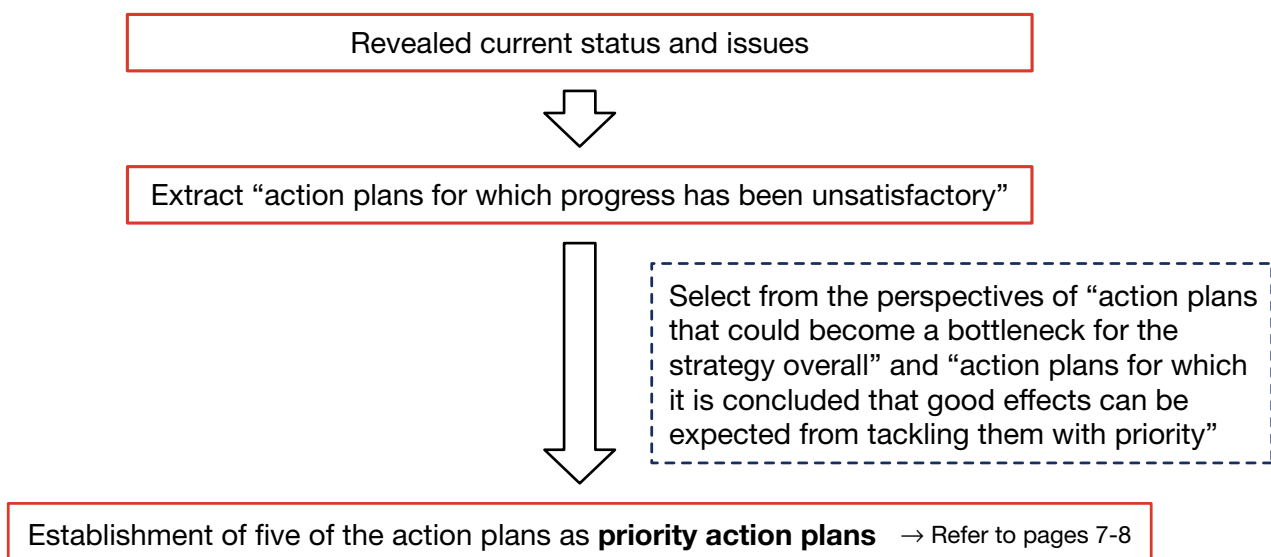 Revealed current status and issues
Extract “action plans for which progress has been unsatisfactory”
Select from the perspectives of “action plans
that could become a bottleneck for the
strategy overall” and “action plans for which
it is concluded that good effects can be
expected from tackling them with priority”
Establishment of five of the action plans as priority action plans → Refer to pages 7-8